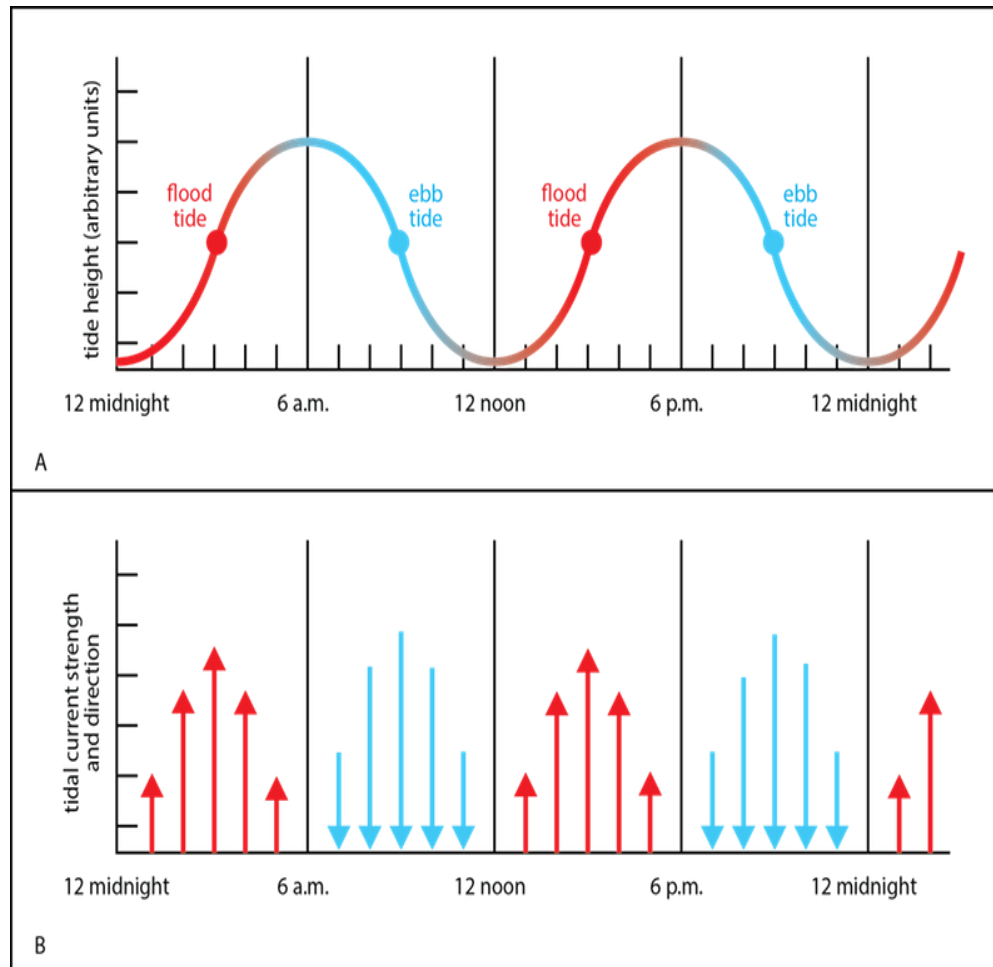 tide height (arbitrary units)
flood
tide
ebb
tide
flood
tide
ebb
tide
12 midnight
6 a.m.
12 noon
6 p.m.
12 midnight
A
tidal current strength
and direction
12 midnight
6 a.m.
12 noon
6 p.m.
12 midnight
B